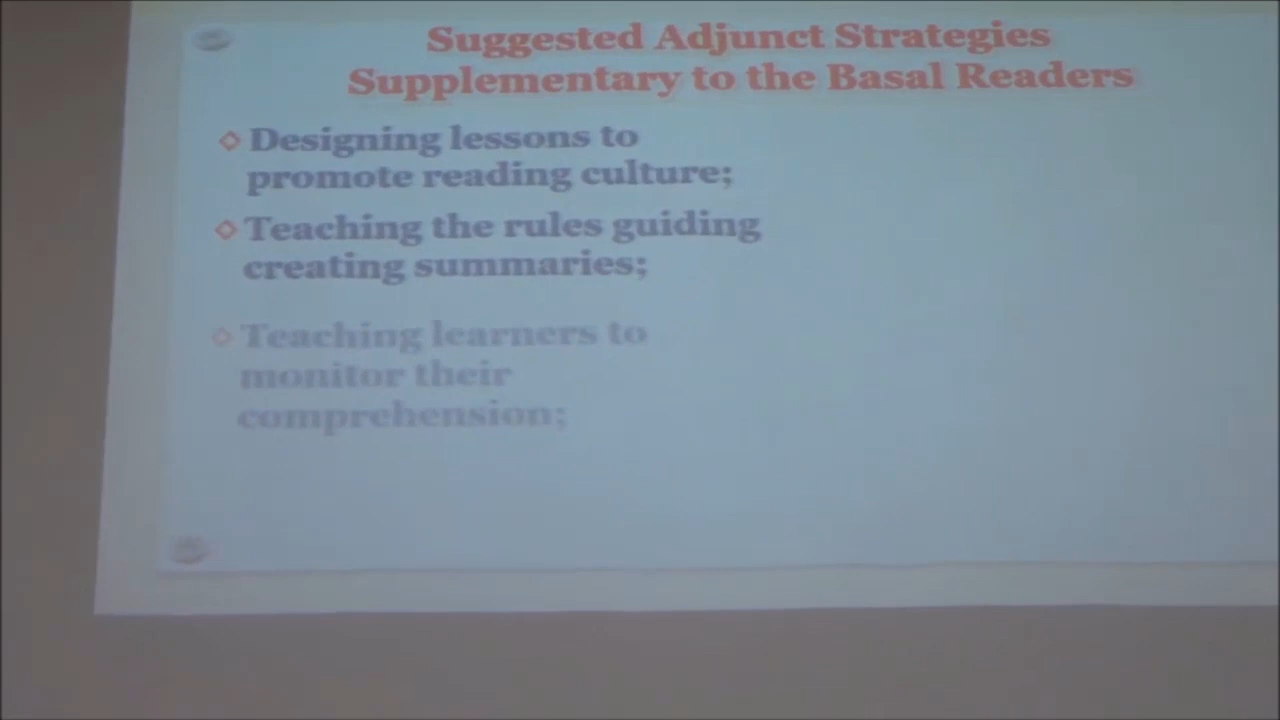 Suggested Adjunct Strategies
Supplementary to the Basal Readers
Designing lessons to
promote reading culture;
Teaching the rules guiding
creating summaries;
Teaching learners to
monitor their
comprehension;